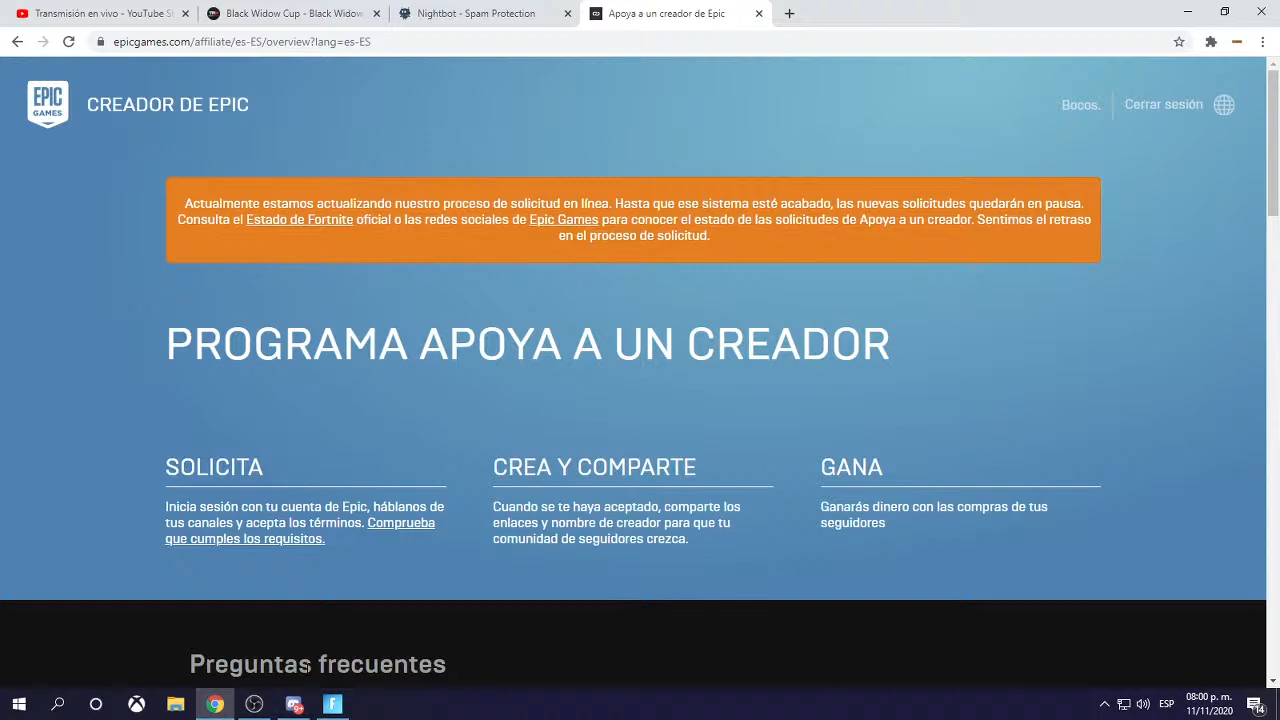 Transmisión en vivo - YouTube S
Black Widow Cup - Black Widow
Nightbot - Spam Protection
Apoya a un creador de Epic
epicgames.com/affiliate/es-ES/overview?lang=es-ES
EPIC
GAMES
CREADOR DE EPIC
Bocos.
Cerrar sesión
Actualmente estamos actualizando nuestro proceso de solicitud en línea. Hasta que ese sistema esté acabado, las nuevas solicitudes quedarán en pausa.
Consulta el Estado de Fortnite oficial o las redes sociales de Epic Games para conocer el estado de las solicitudes de Apoya a un creador. Sentimos el retraso
en el proceso de solicitud.
PROGRAMA APOYA A UN CREADOR
SOLICITA
Inicia sesión con tu cuenta de Epic, háblanos de
tus canales y acepta los términos. Comprueba
que cumples los requisitos.
CREA Y COMPARTE
Cuando se te haya aceptado, comparte los
enlaces y nombre de creador para que tu
comunidad de seguidores crezca.
GANA
Ganarás dinero con las compras de tus
seguidores
Preguntas frecuentes
ESP
08:00 p. m.
11/11/2020
14